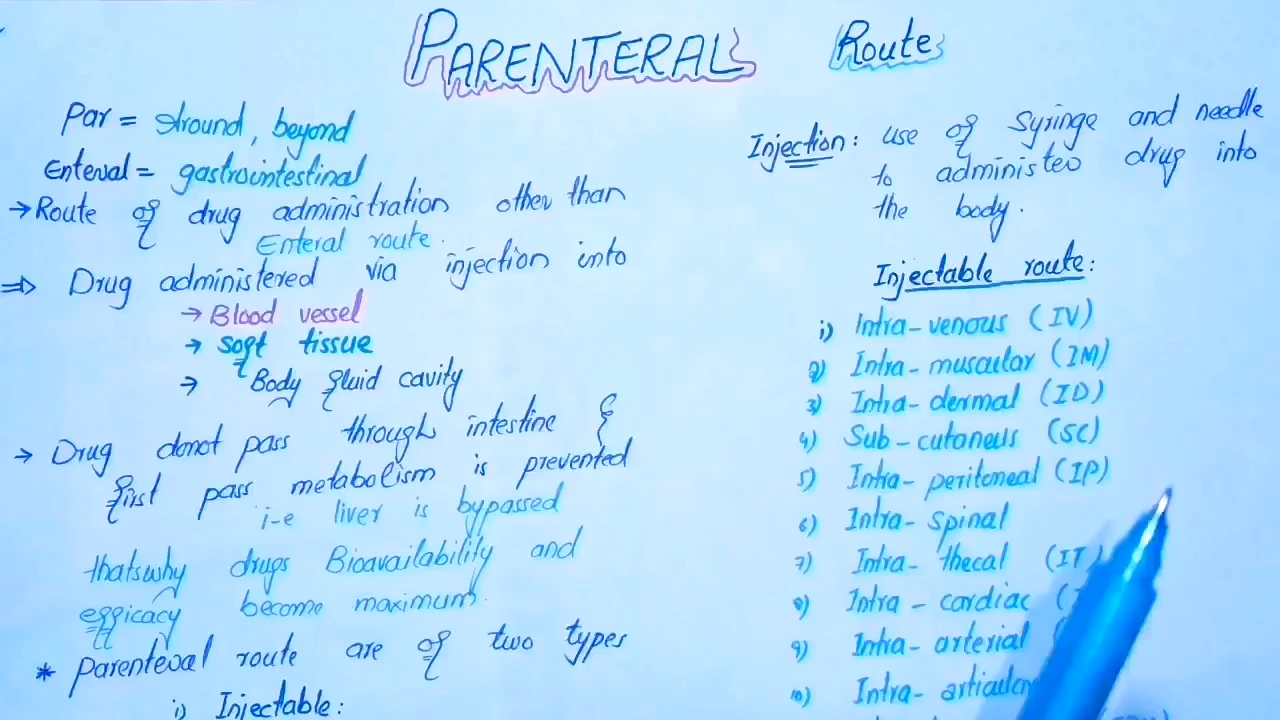 PARENTERAL Route
Par = around, beyond
Enteral = gastrointestinal
→ Route of drug administration other than
Enteral route.
⇒ Drug administered via injection into
→ Blood vessel
→ soft tissue
→ Body fluid cavity
→ Drug donot pass through intestine &
first pass metabolism is prevented
i-e liver is bypassed
thatswhy drugs Bioavailability and
efficacy become maximum.
* Parenteral route are of two types
i) Injectable:
Injection: use of syringe and needle
to administer drug into
the body.
Injectable route:
i) Intra-venous (IV)
2) Intra-muscular (IM)
3) Intra-dermal (ID)
4) Sub-cutaneus (SC)
5) Intra-peritoneal (IP)
6) Intra-spinal
7) Intra-thecal (IT)
8) Intra-cardiac
9) Intra-arterial
10) Intra-articular